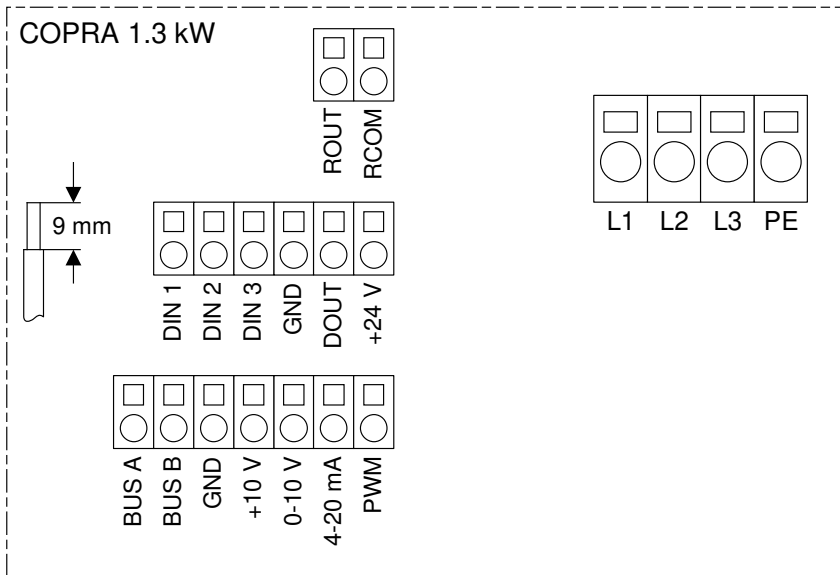 COPRA 1.3 kW
ROUT RCOM
L1 L2 L3 PE
9 mm
DIN 1 DIN 2 DIN 3 GND DOUT +24 V
BUS A BUS B GND +10 V 0-10 V 4-20 mA PWM